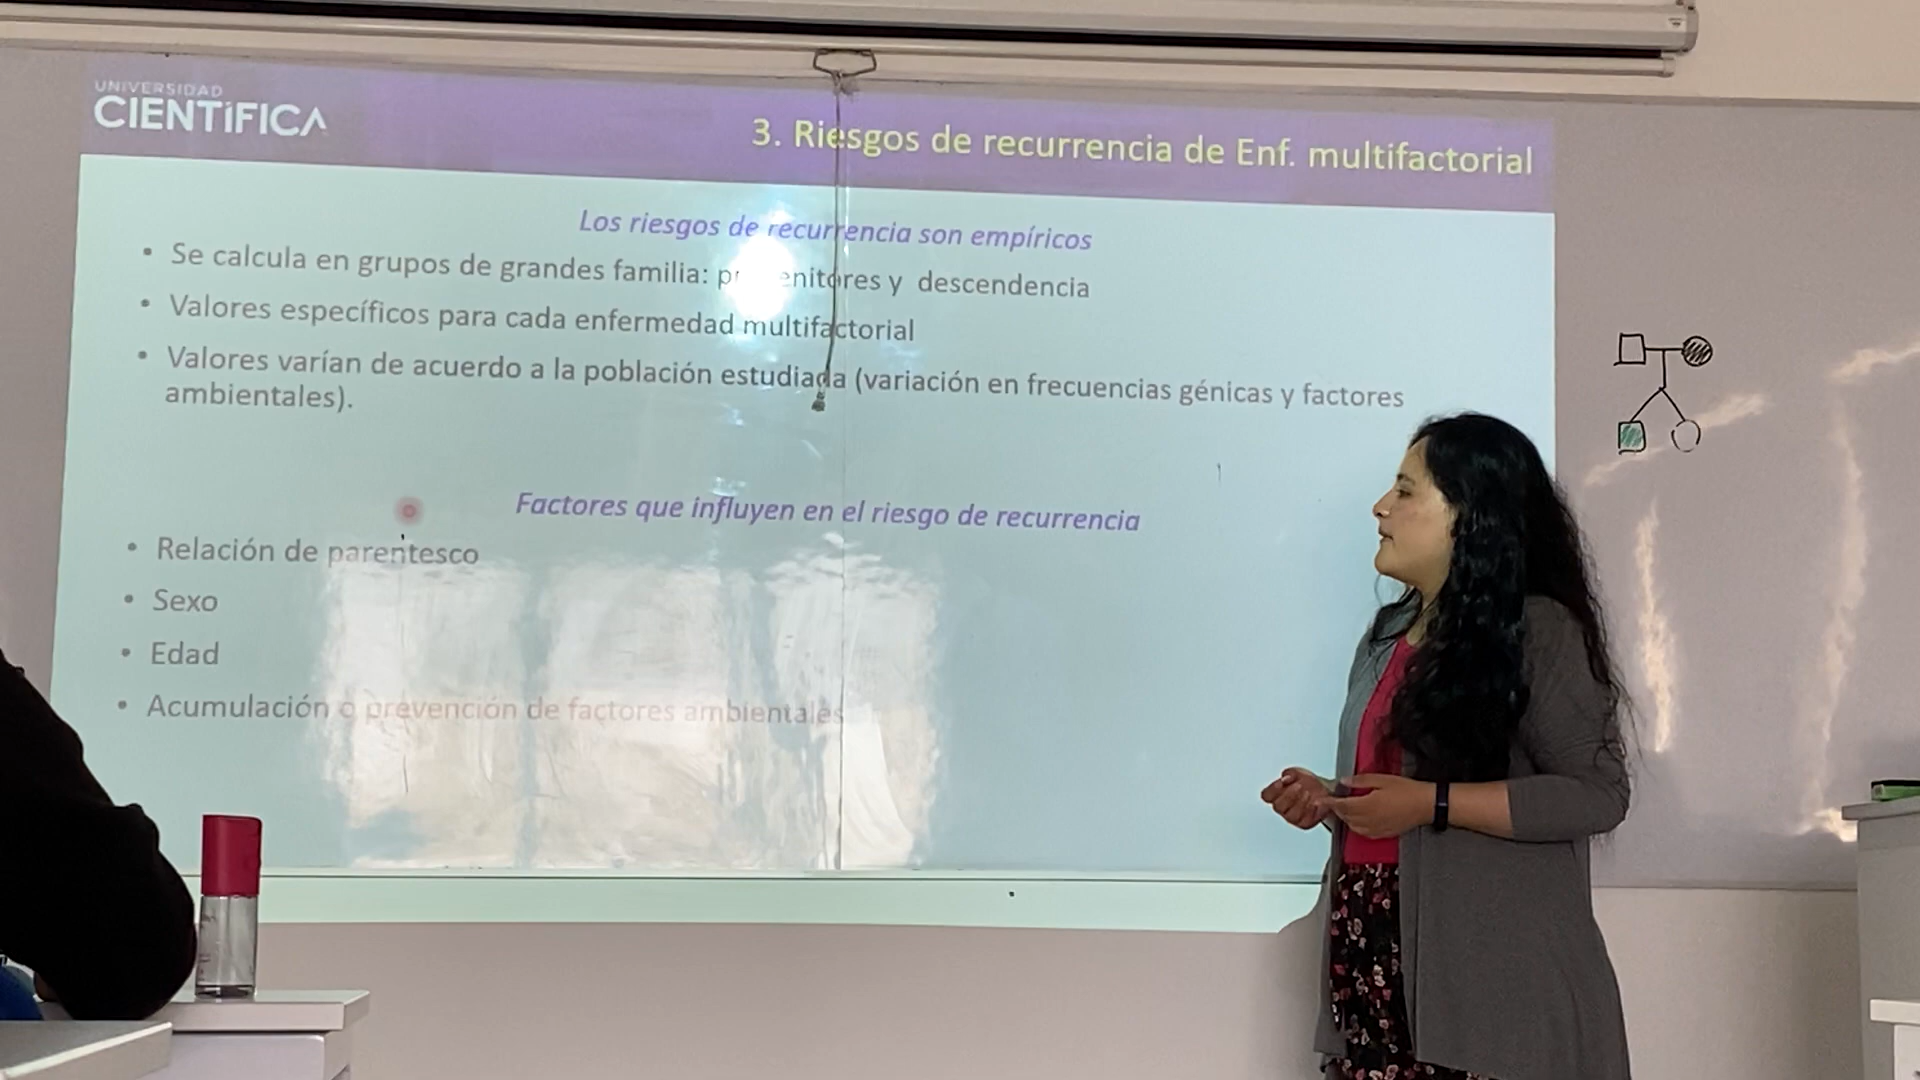 UNIVERSIDAD
CIENTÍFICA
3. Riesgos de recurrencia de Enf. multifactorial
Los riesgos de recurrencia son empíricos
• Se calcula en grupos de grandes familia: y descendencia
• Valores específicos para cada enfermedad multifactorial
• Valores varían de acuerdo a la población estudiada (variación en frecuencias génicas y factores
ambientales).
Factores que influyen en el riesgo de recurrencia
• Relación de parentesco
• Sexo
• Edad
• Acumulación o prevención de factores ambientales